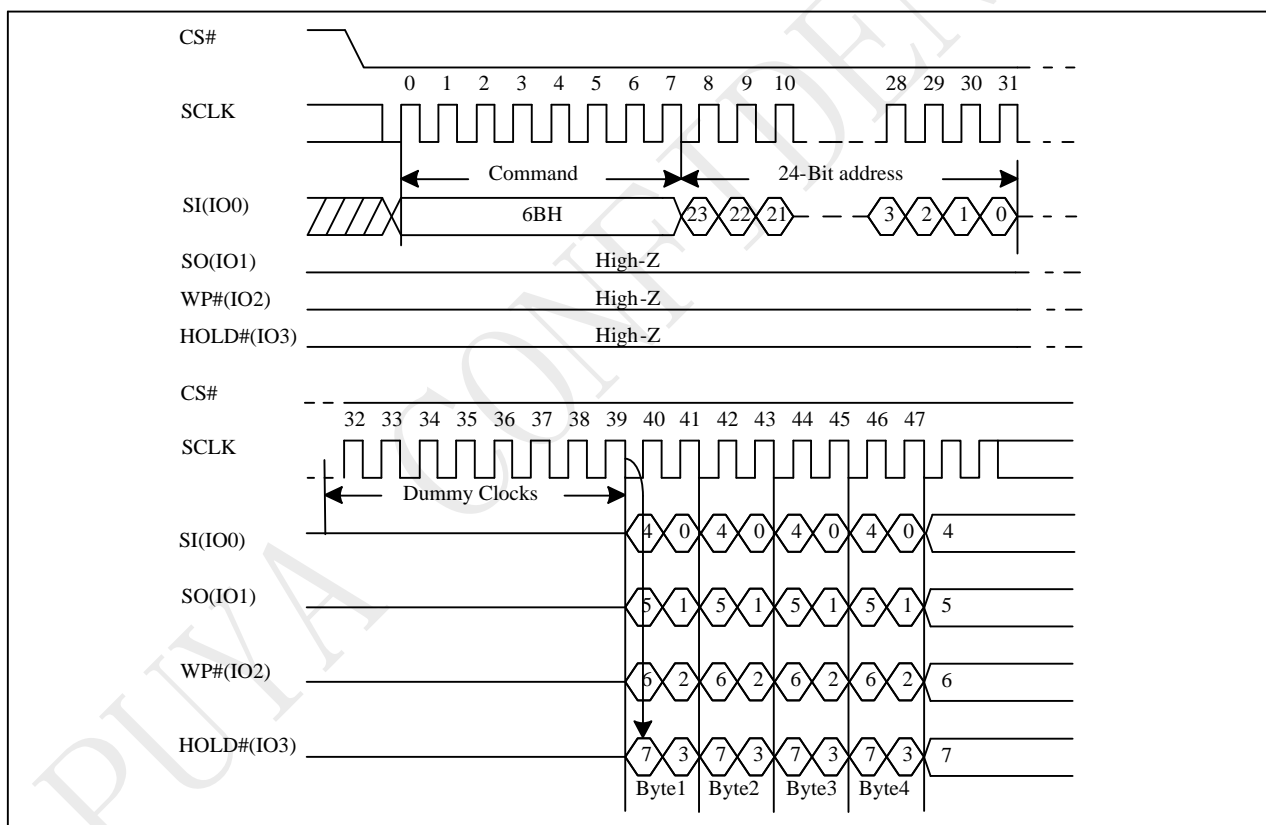 CS#
0 1 2 3 4 5 6 7 8 9 10 28 29 30 31
SCLK
Command 24-Bit address
SI(IO0) 6BH 23 22 21 3 2 1 0
SO(IO1) High-Z
WP#(IO2) High-Z
HOLD#(IO3) High-Z
CS#
32 33 34 35 36 37 38 39 40 41 42 43 44 45 46 47
SCLK
Dummy Clocks
SI(IO0) 4 0 4 0 4 0 4 0 4
SO(IO1) 5 1 5 1 5 1 5 1 5
WP#(IO2) 6 2 6 2 6 2 6 2 6
HOLD#(IO3) 7 3 7 3 7 3 7 3 7
Byte1 Byte2 Byte3 Byte4
PUYA CONFIDEN